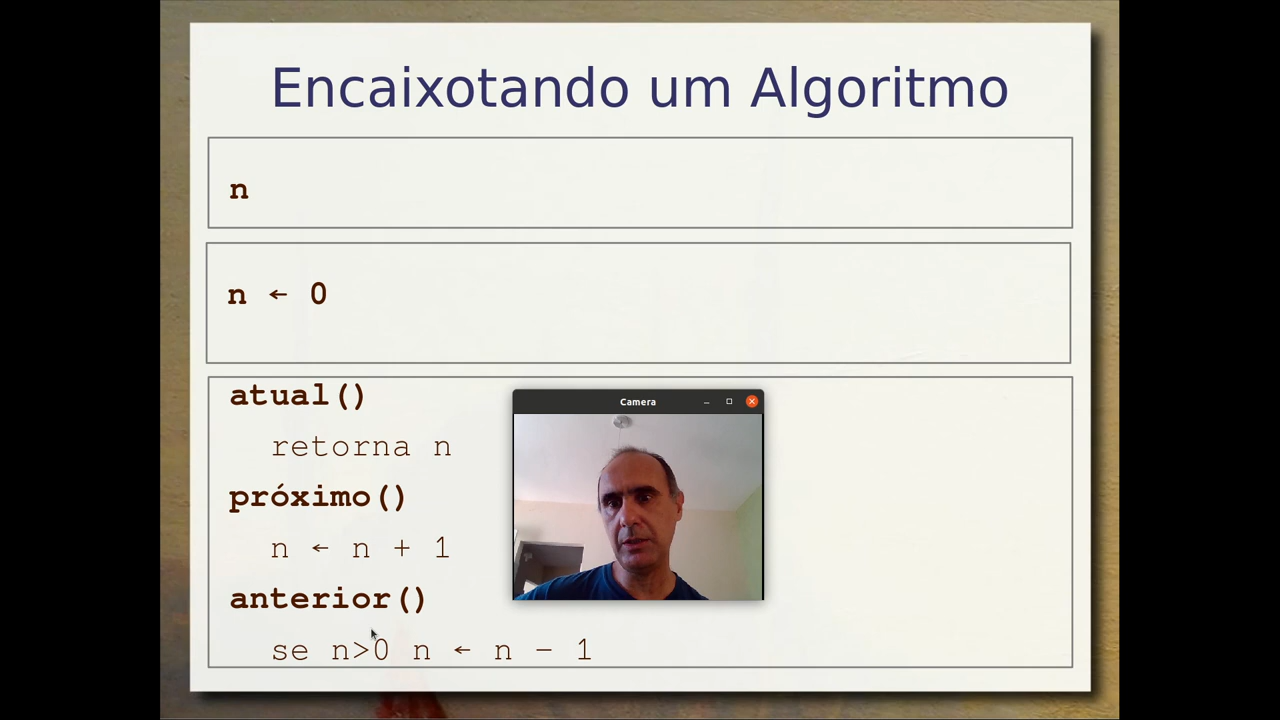 Encaixotando um Algoritmo
n
n ← 0
atual()
retorna n
Camera
próximo()
n ← n + 1
anterior()
se n>0 n ← n - 1